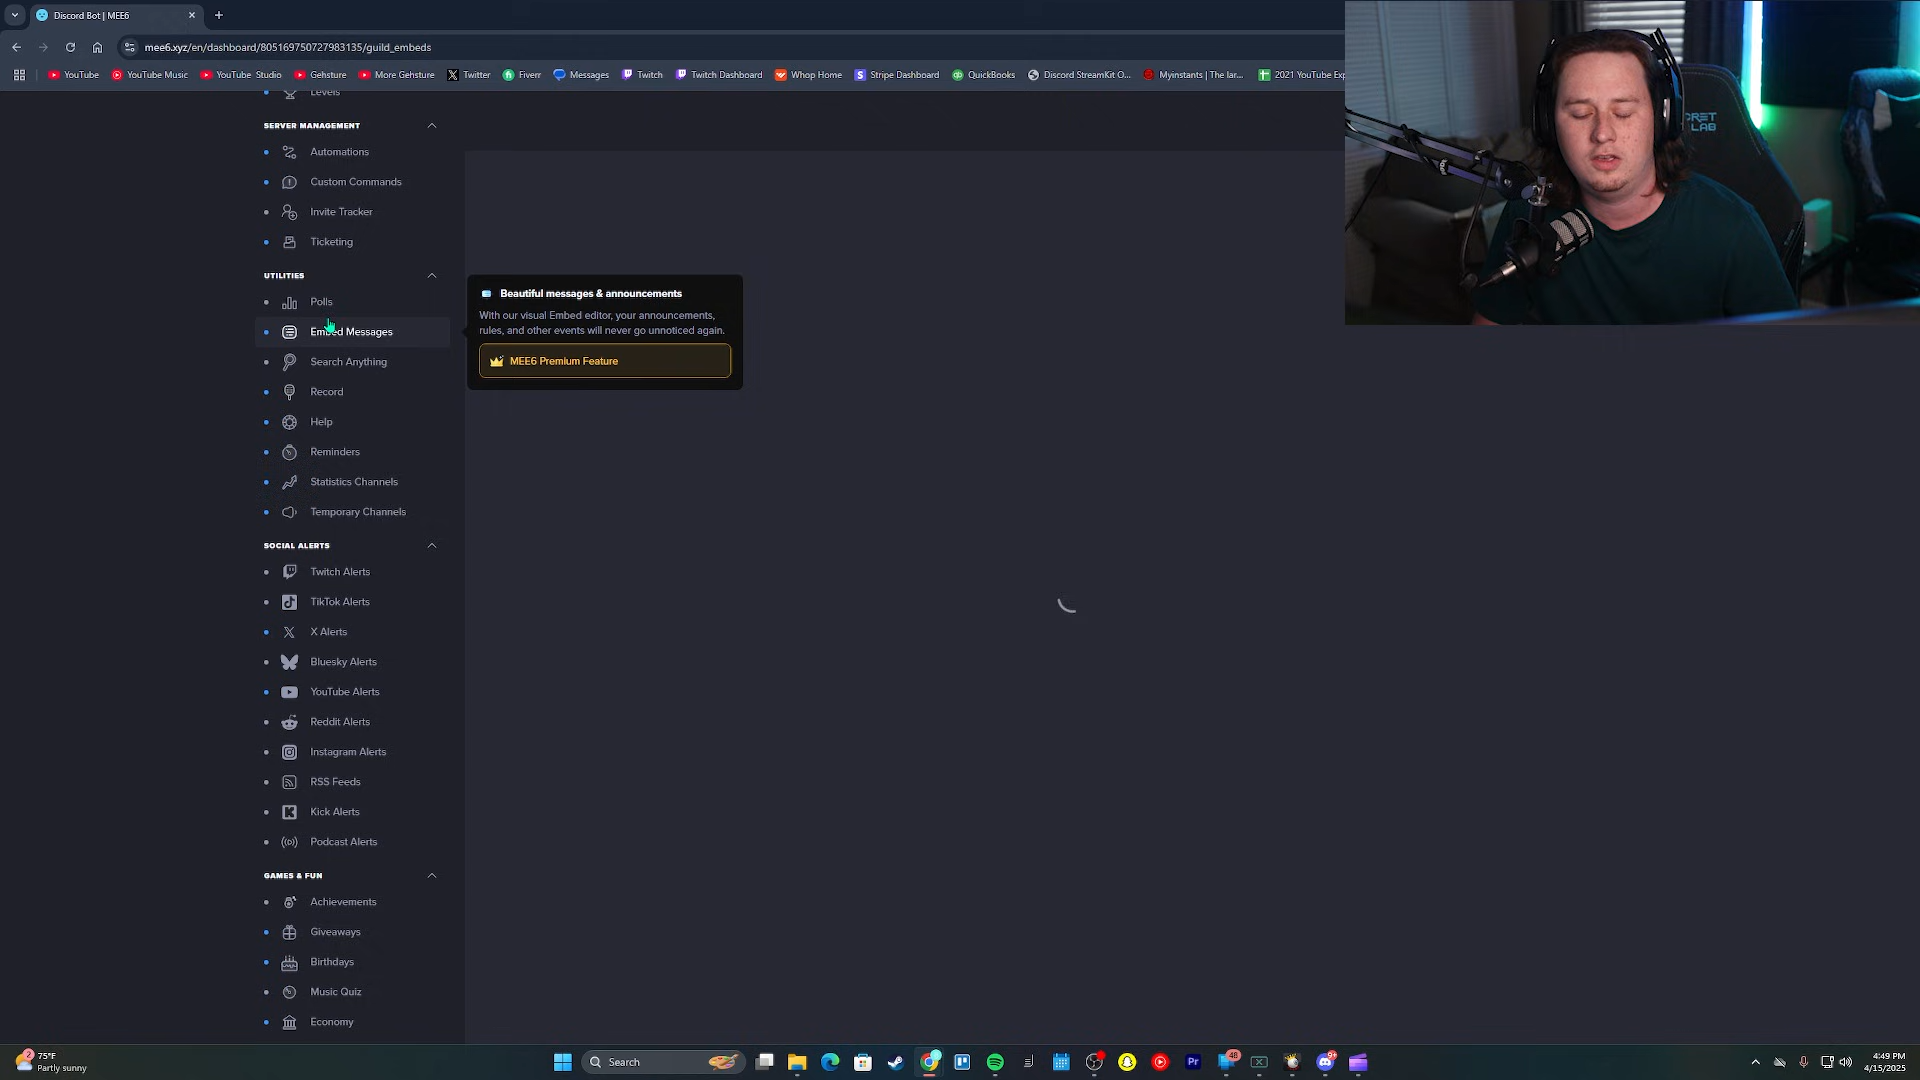 Discord Bot | MEE6
mee6.xyz/en/dashboard/805169750727983135/guild_embeds
YouTube
YouTube Music
YouTube Studio
Gehsture
More Gehsture
Twitter
Fiverr
Messages
Twitch
Twitch Dashboard
Whop Home
Stripe Dashboard
QuickBooks
Discord StreamKit O...
Myinstants | The lar...
2021 YouTube Exp
Levels
SERVER MANAGEMENT
Automations
Custom Commands
Invite Tracker
Ticketing
UTILITIES
Polls
Embed Messages
Search Anything
Record
Help
Reminders
Statistics Channels
Temporary Channels
Beautiful messages & announcements
With our visual Embed editor, your announcements,
rules, and other events will never go unnoticed again.
MEE6 Premium Feature
SOCIAL ALERTS
Twitch Alerts
TikTok Alerts
X Alerts
Bluesky Alerts
YouTube Alerts
Reddit Alerts
Instagram Alerts
RSS Feeds
Kick Alerts
Podcast Alerts
GAMES & FUN
Achievements
Giveaways
Birthdays
Music Quiz
Economy
2
75°F
Partly sunny
Search
Pr
48
9+
4:49 PM
4/15/2025